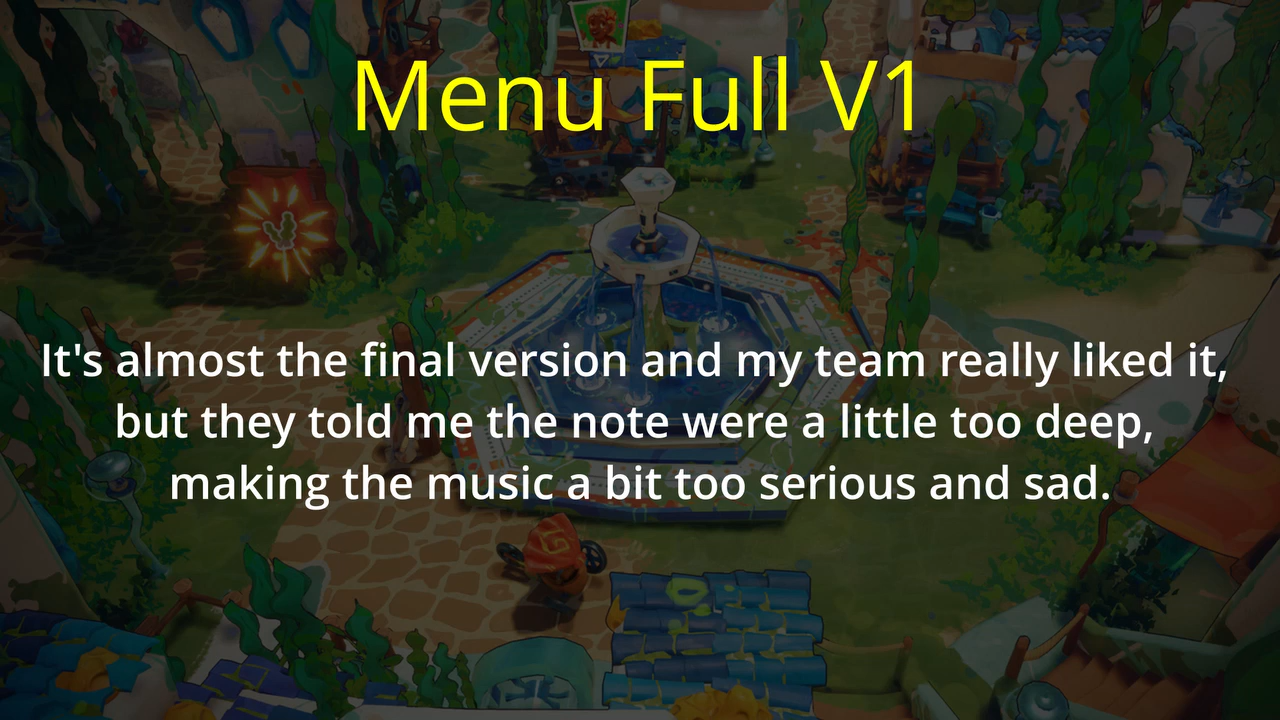 Menu Full V1
It's almost the final version and my team really liked it,
but they told me the note were a little too deep,
making the music a bit too serious and sad.